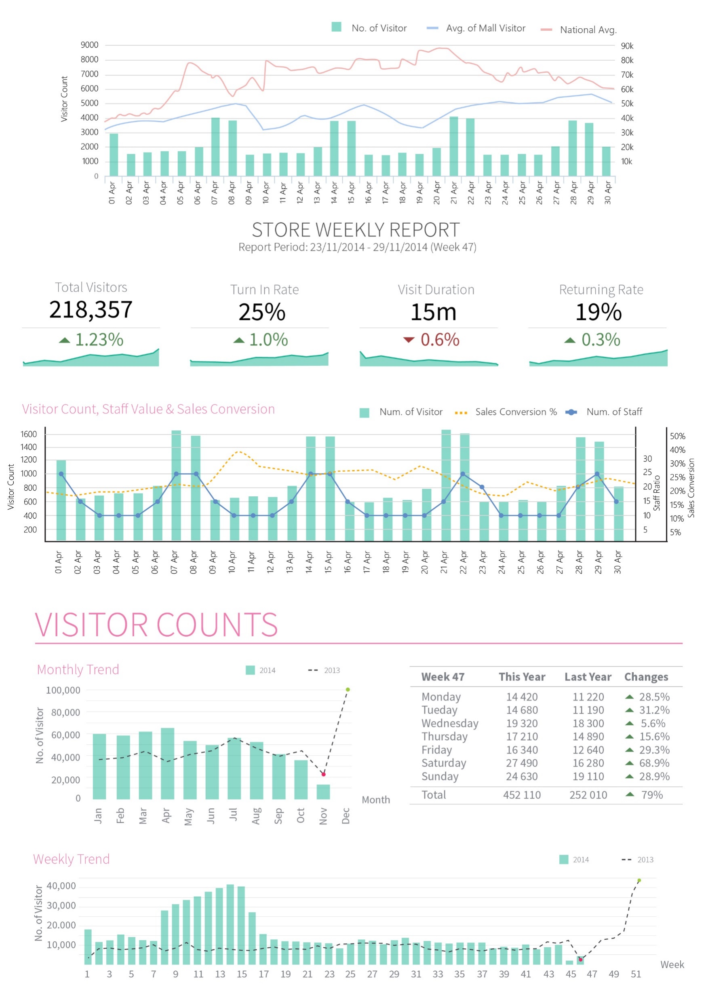 No. of Visitor Avg. of Mall Visitor National Avg.
Visitor Count
9000 90k
8000 80k
7000 70k
6000 60k
5000 50k
4000 40k
3000 30k
2000 20k
1000 10k
0
01 Apr 02 Apr 03 Apr 04 Apr 05 Apr 06 Apr 07 Apr 08 Apr 09 Apr 10 Apr 11 Apr 12 Apr 13 Apr 14 Apr 15 Apr 16 Apr 17 Apr 18 Apr 19 Apr 20 Apr 21 Apr 22 Apr 23 Apr 24 Apr 25 Apr 26 Apr 27 Apr 28 Apr 29 Apr 30 Apr
STORE WEEKLY REPORT
Report Period: 23/11/2014 - 29/11/2014 (Week 47)
Total Visitors Turn In Rate Visit Duration Returning Rate
218,357 25% 15m 19%
1.23% 1.0% 0.6% 0.3%
Visitor Count, Staff Value & Sales Conversion
Num. of Visitor Sales Conversion % Num. of Staff
Visitor Count
1600 50%
1400 40%
1200 30 30%
1000 25 25%
800 20 20%
600 15 15%
400 10 10%
200 5 5%
Staff Ratio
Sales Conversion
01 Apr 02 Apr 03 Apr 04 Apr 05 Apr 06 Apr 07 Apr 08 Apr 09 Apr 10 Apr 11 Apr 12 Apr 13 Apr 14 Apr 15 Apr 16 Apr 17 Apr 18 Apr 19 Apr 20 Apr 21 Apr 22 Apr 23 Apr 24 Apr 25 Apr 26 Apr 27 Apr 28 Apr 29 Apr 30 Apr
VISITOR COUNTS
Monthly Trend
2014 2013
No. of Visitor
100,000
80,000
60,000
40,000
20,000
0
Month
Jan Feb Mar Apr May Jun Jul Aug Sep Oct Nov Dec
Week 47 This Year Last Year Changes
Monday 14 420 11 220 28.5%
Tueday 14 680 11 190 31.2%
Wednesday 19 320 18 300 5.6%
Thursday 17 210 14 890 15.6%
Friday 16 340 12 640 29.3%
Saturday 27 490 16 280 68.9%
Sunday 24 630 19 110 28.9%
Total 452 110 252 010 79%
Weekly Trend
2014 2013
No. of Visitor
40,000
30,000
20.000
10,000
Week
1 3 5 7 9 11 13 15 17 19 21 23 25 27 29 31 33 35 37 39 41 43 45 47 49 51